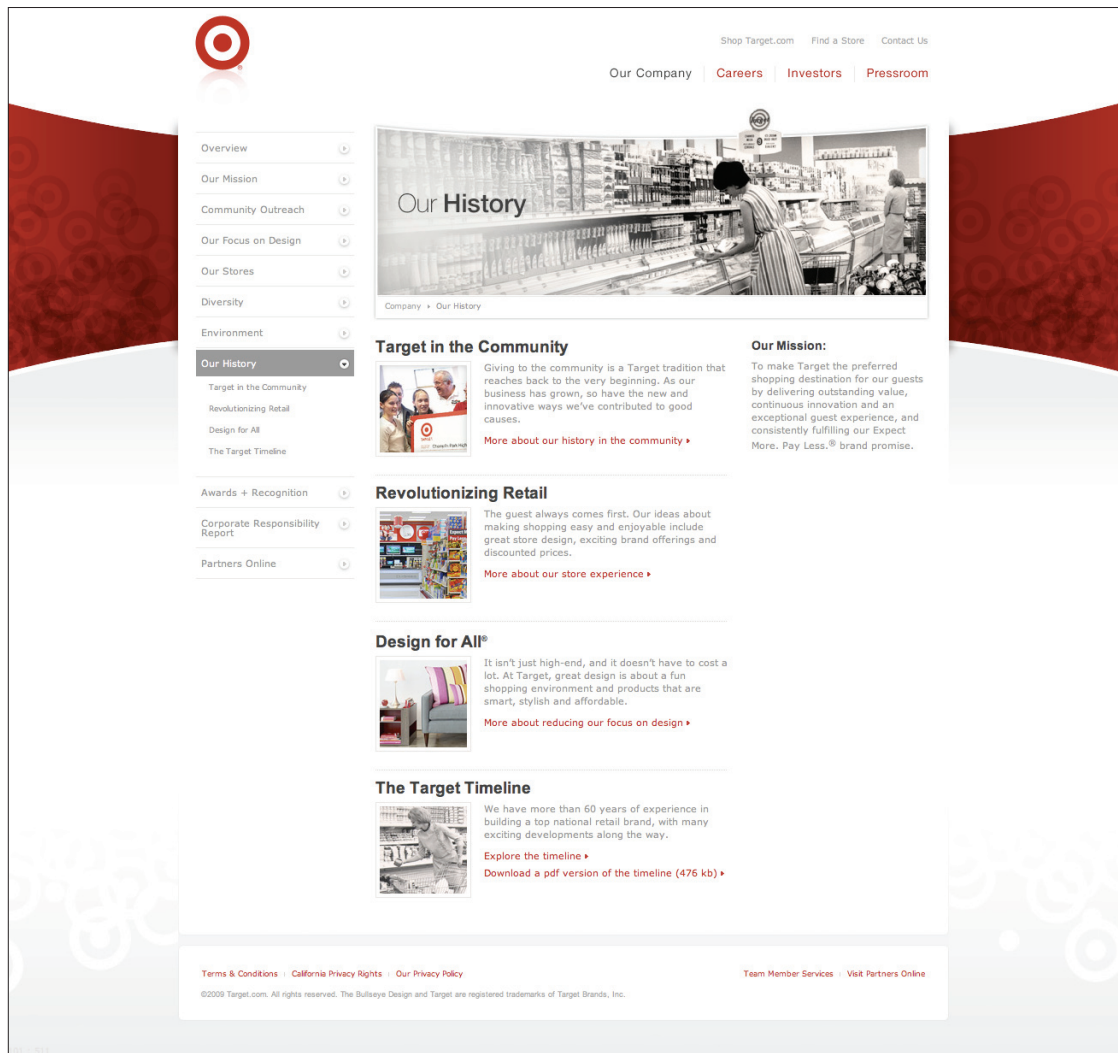 Shop Target.com Find a Store Contact Us
Our Company Careers Investors Pressroom
Overview
Our Mission
Community Outreach
Our Focus on Design
Our Stores
Diversity
Environment
Our History
Target in the Community
Revolutionizing Retail
Design for All
The Target Timeline
Awards + Recognition
Corporate Responsibility
Report
Partners Online
Our History
Company Our History
Target in the Community
Giving to the community is a Target tradition that
reaches back to the very beginning. As our
business has grown, so have the new and
innovative ways we've contributed to good
causes.
More about our history in the community
Revolutionizing Retail
The guest always comes first. Our ideas about
making shopping easy and enjoyable include
great store design, exciting brand offerings and
discounted prices.
More about our store experience
Design for All®
It isn't just high-end, and it doesn't have to cost a
lot. At Target, great design is about a fun
shopping environment and products that are
smart, stylish and affordable.
More about reducing our focus on design
The Target Timeline
We have more than 60 years of experience in
building a top national retail brand, with many
exciting developments along the way.
Explore the timeline
Download a pdf version of the timeline (476 kb)
Our Mission:
To make Target the preferred
shopping destination for our guests
by delivering outstanding value,
continuous innovation and an
exceptional guest experience, and
consistently fulfilling our Expect
More. Pay Less.® brand promise.
Terms & Conditions California Privacy Rights Our Privacy Policy
Team Member Services Visit Partners Online
©2009 Target.com. All rights reserved. The Bullseye Design and Target are registered trademarks of Target Brands, Inc.